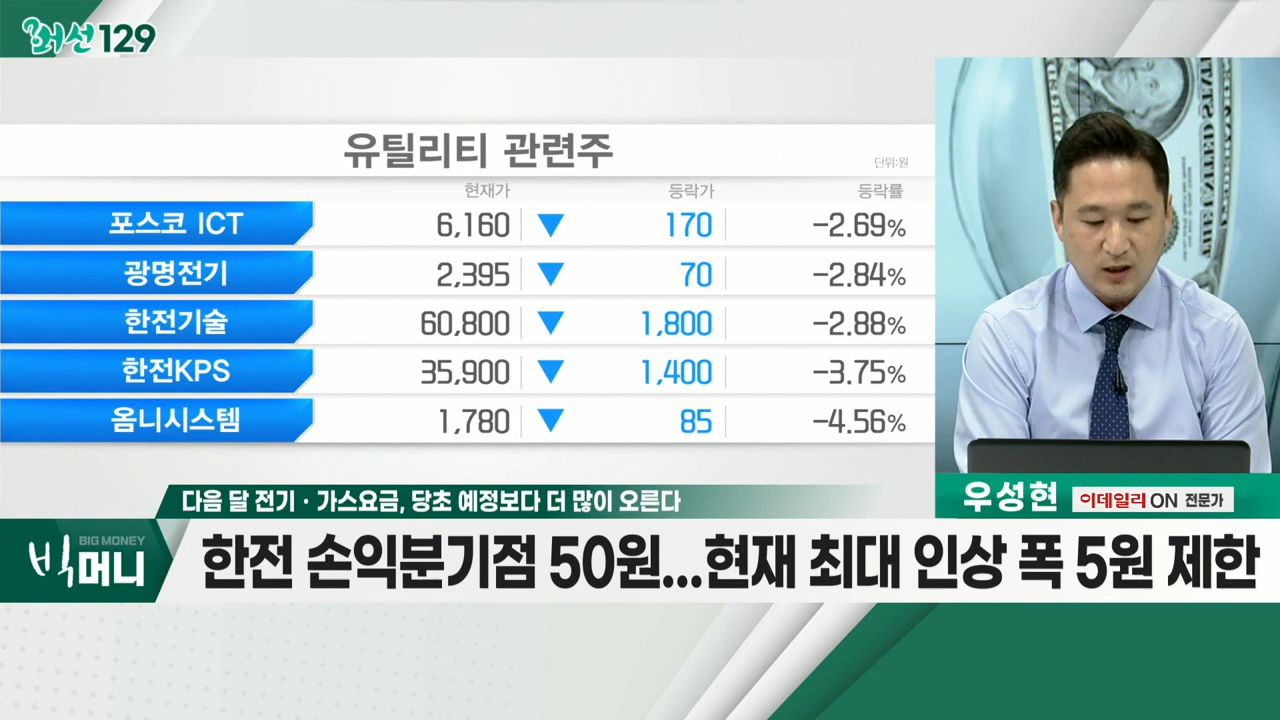 머선129
유틸리티 관련주
단위:원
현재가 등락가 등락률
포스코 ICT 6,160 ▼ 170 -2.69%
광명전기 2,395 ▼ 70 -2.84%
한전기술 60,800 ▼ 1,800 -2.88%
한전KPS 35,900 ▼ 1,400 -3.75%
옴니시스템 1,780 ▼ 85 -4.56%
우성현 이데일리ON 전문가
다음 달 전기·가스요금, 당초 예정보다 더 많이 오른다
BIG MONEY
빅머니
한전 손익분기점 50원...현재 최대 인상 폭 5원 제한